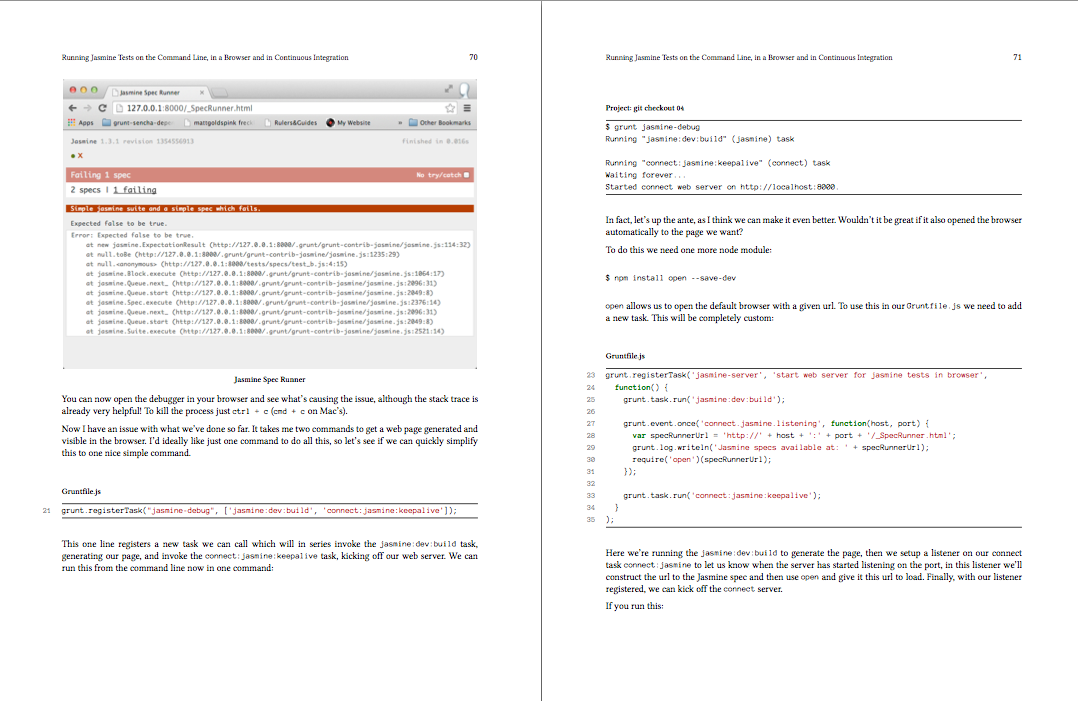 Running Jasmine Tests on the Command Line, in a Browser and in Continuous Integration 70
Jasmine Spec Runner
127.0.0.1:8000/_SpecRunner.html
Apps grunt-sencha-depe mattgoldspink freck Rulers&Guides My Website » Other Bookmarks
Jasmine 1.3.1 revision 1354556913 finished in 0.016s
● X
Failing 1 spec No try/catch
2 specs | 1 failing
Simple jasmine suite and a simple spec which fails.
Expected false to be true.
Error: Expected false to be true.
at new jasmine.ExpectationResult (http://127.0.0.1:8000/.grunt/grunt-contrib-jasmine/jasmine.js:114:32)
at null.toBe (http://127.0.0.1:8000/.grunt/grunt-contrib-jasmine/jasmine.js:1235:29)
at null.<anonymous> (http://127.0.0.1:8000/tests/specs/test_b.js:4:15)
at jasmine.Block.execute (http://127.0.0.1:8000/.grunt/grunt-contrib-jasmine/jasmine.js:1064:17)
at jasmine.Queue.next_ (http://127.0.0.1:8000/.grunt/grunt-contrib-jasmine/jasmine.js:2096:31)
at jasmine.Queue.start (http://127.0.0.1:8000/.grunt/grunt-contrib-jasmine/jasmine.js:2049:8)
at jasmine.Spec.execute (http://127.0.0.1:8000/.grunt/grunt-contrib-jasmine/jasmine.js:2376:14)
at jasmine.Queue.next_ (http://127.0.0.1:8000/.grunt/grunt-contrib-jasmine/jasmine.js:2096:31)
at jasmine.Queue.start (http://127.0.0.1:8000/.grunt/grunt-contrib-jasmine/jasmine.js:2049:8)
at jasmine.Suite.execute (http://127.0.0.1:8000/.grunt/grunt-contrib-jasmine/jasmine.js:2521:14)
Jasmine Spec Runner
You can now open the debugger in your browser and see what's causing the issue, although the stack trace is
already very helpful! To kill the process just ctrl + c (cmd + c on Mac's).
Now I have an issue with what we've done so far. It takes me two commands to get a web page generated and
visible in the browser. I'd ideally like just one command to do all this, so let's see if we can quickly simplify
this to one nice simple command.
Gruntfile.js
21 grunt.registerTask("jasmine-debug", ['jasmine:dev:build', 'connect:jasmine:keepalive']);
This one line registers a new task we can call which will in series invoke the jasmine:dev:build task,
generating our page, and invoke the connect:jasmine:keepalive task, kicking off our web server. We can
run this from the command line now in one command:
Running Jasmine Tests on the Command Line, in a Browser and in Continuous Integration 71
Project: git checkout 04
$ grunt jasmine-debug
Running "jasmine:dev:build" (jasmine) task
Running "connect:jasmine:keepalive" (connect) task
Waiting forever...
Started connect web server on http://localhost:8000.
In fact, let's up the ante, as I think we can make it even better. Wouldn't it be great if it also opened the browser
automatically to the page we want?
To do this we need one more node module:
$ npm install open --save-dev
open allows us to open the default browser with a given url. To use this in our Gruntfile.js we need to add
a new task. This will be completely custom:
Gruntfile.js
23 grunt.registerTask('jasmine-server', 'start web server for jasmine tests in browser',
24 function() {
25 grunt.task.run('jasmine:dev:build');
26
27 grunt.event.once('connect.jasmine.listening', function(host, port) {
28 var specRunnerUrl = 'http://' + host + ':' + port + '/_SpecRunner.html';
29 grunt.log.writeln('Jasmine specs available at: ' + specRunnerUrl);
30 require('open')(specRunnerUrl);
31 });
32
33 grunt.task.run('connect:jasmine:keepalive');
34 }
35 );
Here we're running the jasmine:dev:build to generate the page, then we setup a listener on our connect
task connect:jasmine to let us know when the server has started listening on the port, in this listener we'll
construct the url to the Jasmine spec and then use open and give it this url to load. Finally, with our listener
registered, we can kick off the connect server.
If you run this: